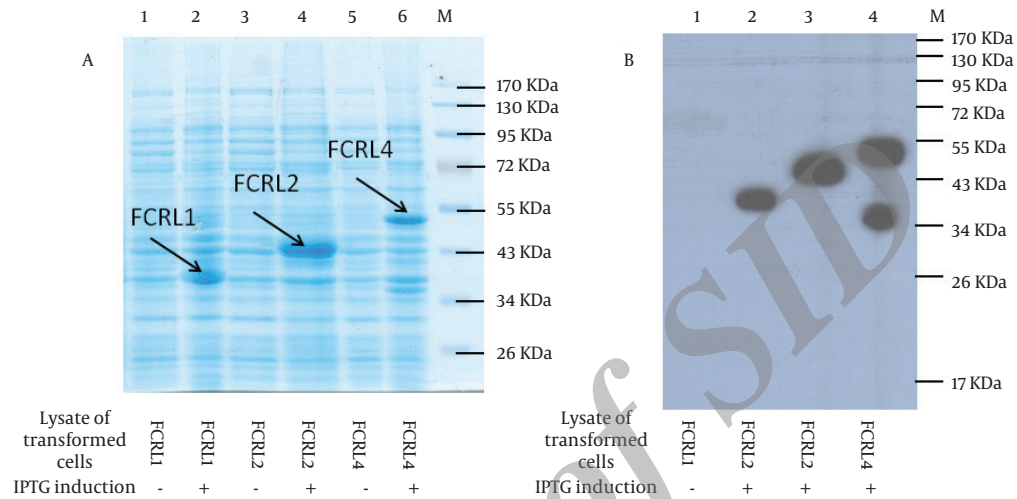 1 2 3 4 5 6 M
A
170 KDa
130 KDa
95 KDa
72 KDa
55 KDa
43 KDa
34 KDa
26 KDa
FCRL4
FCRL2
FCRL1
Lysate of
transformed
cells
FCRL1 FCRL1 FCRL2 FCRL2 FCRL4 FCRL4
IPTG induction - + - + - +
1 2 3 4 M
B
170 KDa
130 KDa
95 KDa
72 KDa
55 KDa
43 KDa
34 KDa
26 KDa
17 KDa
Lysate of
transformed
cells
FCRL1 FCRL2 FCRL2 FCRL4
IPTG induction - + + +
of SID